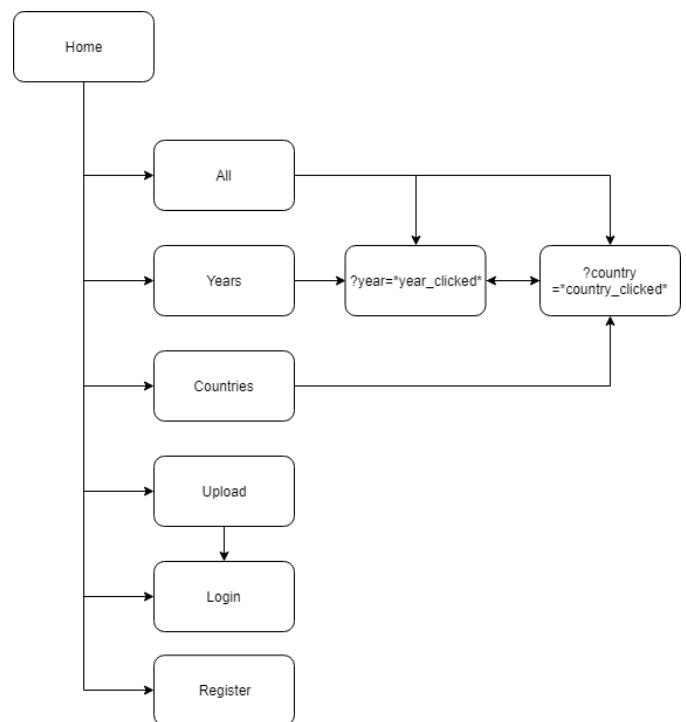 Home
All
Years
?year=*year_clicked*
?country
=*country_clicked*
Countries
Upload
Login
Register